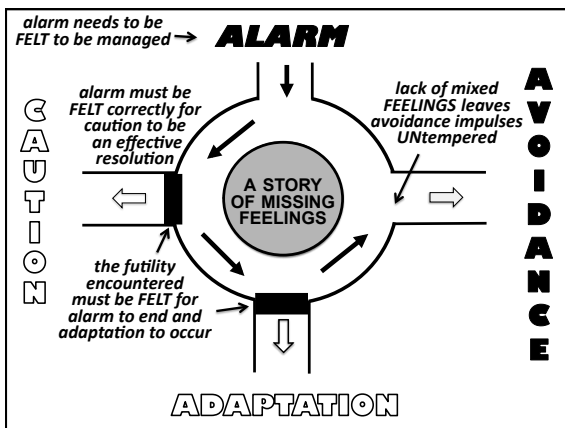 alarm needs to be
FELT to be managed
ALARM
alarm must be
FELT correctly for
caution to be
an effective
resolution
lack of mixed
FEELINGS leaves
avoidance impulses
UNtempered
CAUTION
A STORY
OF MISSING
FEELINGS
AVOIDANCE
the futility
encountered
must be FELT for
alarm to end and
adaptation to occur
ADAPTATION